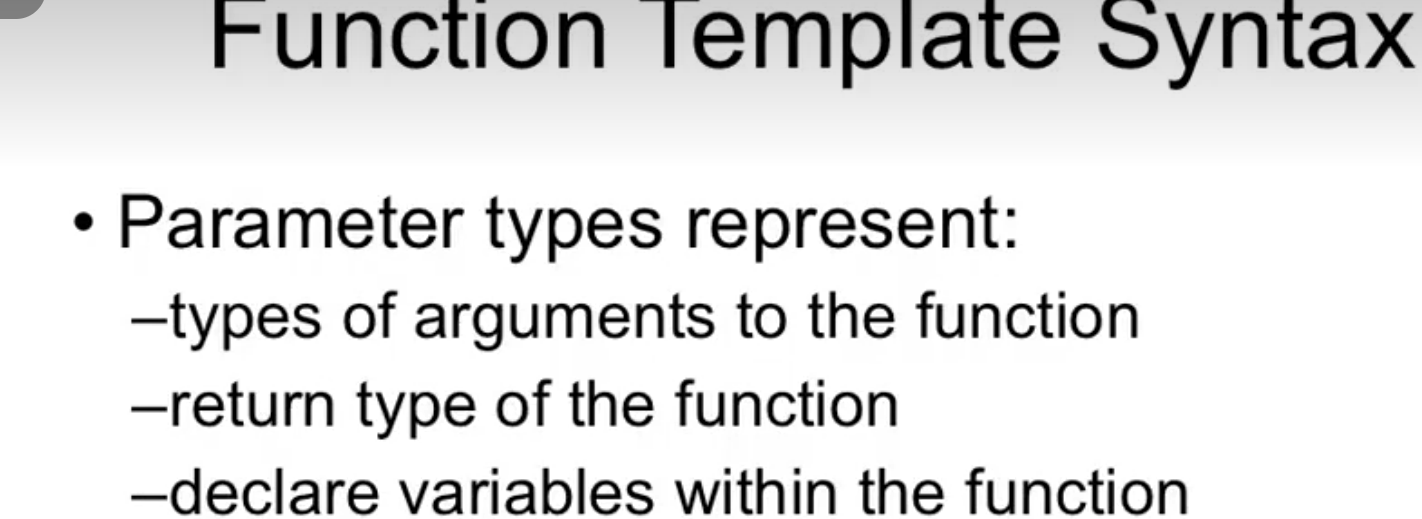 Function Template Syntax
• Parameter types represent:
–types of arguments to the function
–return type of the function
–declare variables within the function